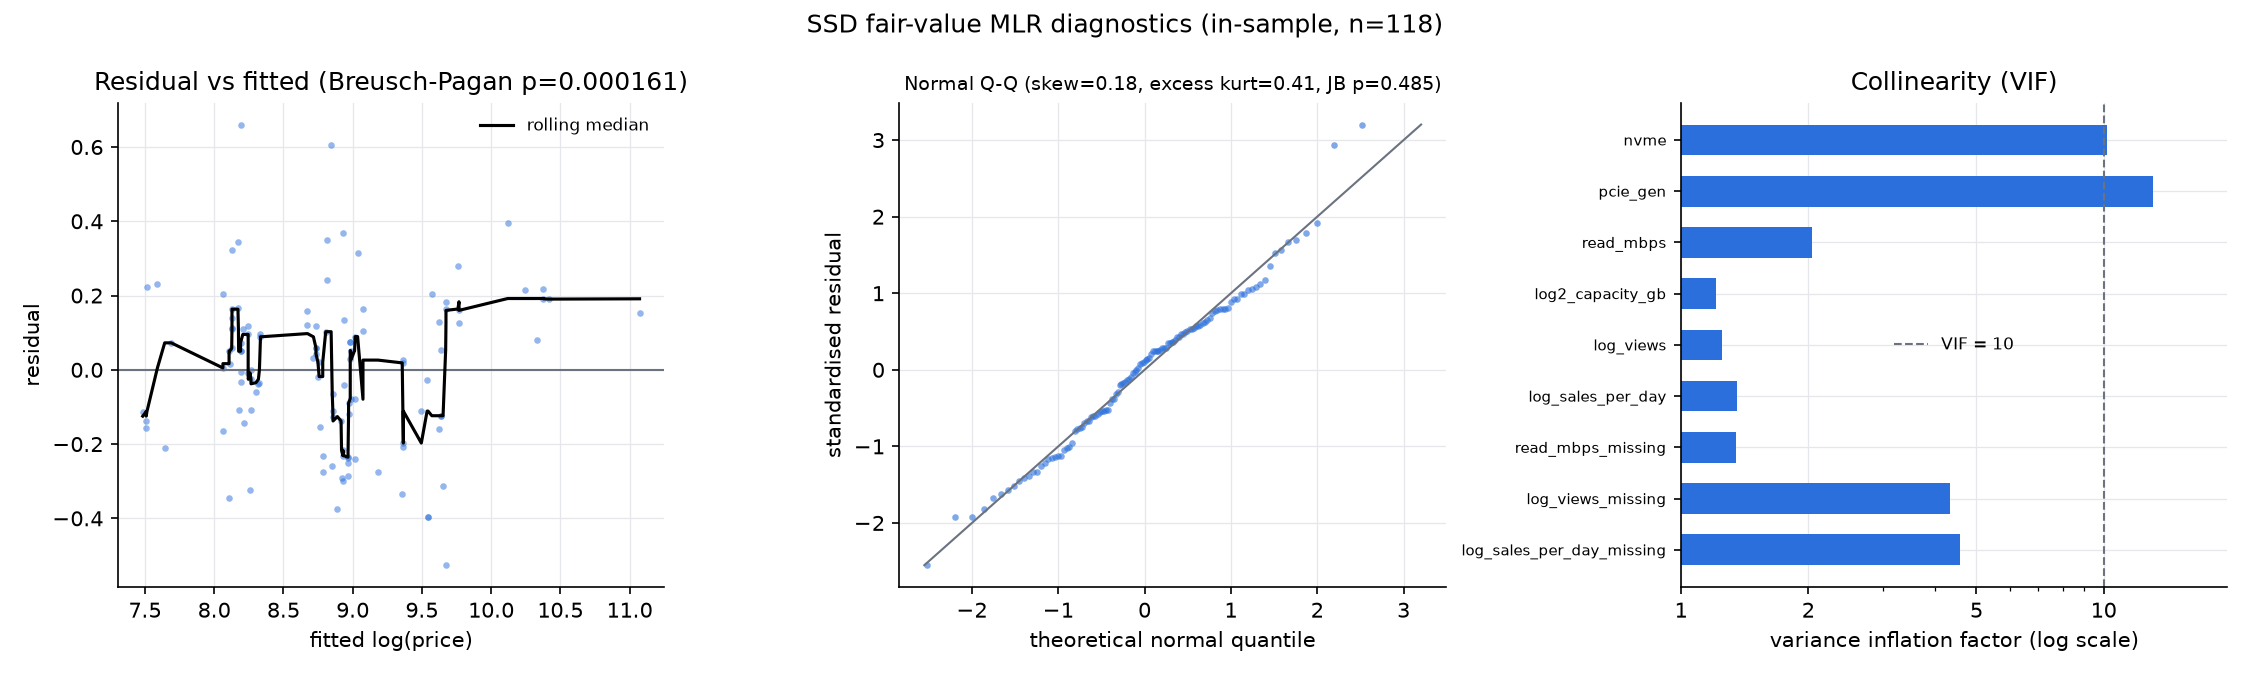 SSD fair-value MLR diagnostics (in-sample, n=118)
Residual vs fitted (Breusch-Pagan p=0.000161)
rolling median
0.6
0.4
0.2
0.0
−0.2
−0.4
residual
7.5 8.0 8.5 9.0 9.5 10.0 10.5 11.0
fitted log(price)
Normal Q-Q (skew=0.18, excess kurt=0.41, JB p=0.485)
3
2
1
0
−1
−2
standardised residual
−2 −1 0 1 2 3
theoretical normal quantile
Collinearity (VIF)
nvme
pcie_gen
read_mbps
log2_capacity_gb
log_views
log_sales_per_day
read_mbps_missing
log_views_missing
log_sales_per_day_missing
VIF = 10
1 2 5 10
variance inflation factor (log scale)